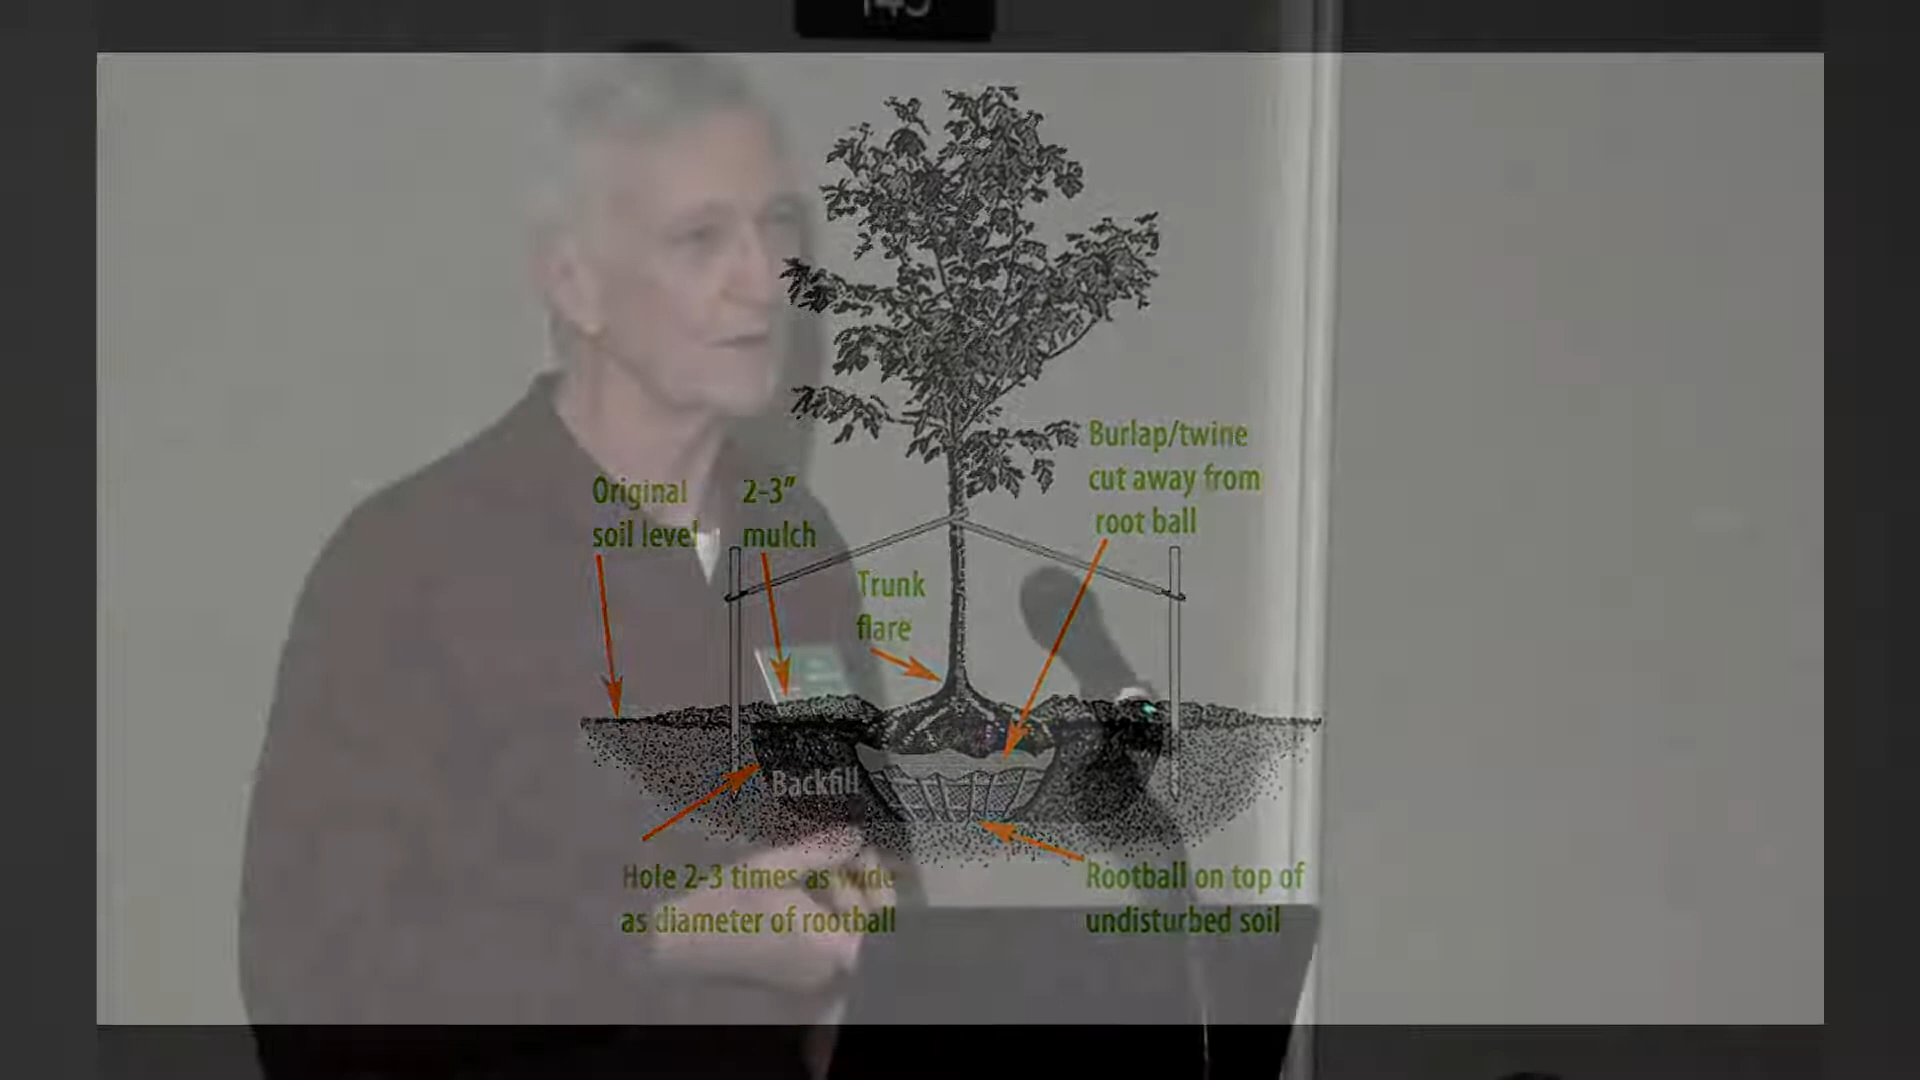 145
Burlap/twine
cut away from
root ball
Original
soil level
2-3"
mulch
Trunk
flare
Backfill
Hole 2-3 times as wide
as diameter of rootball
Rootball on top of
undisturbed soil